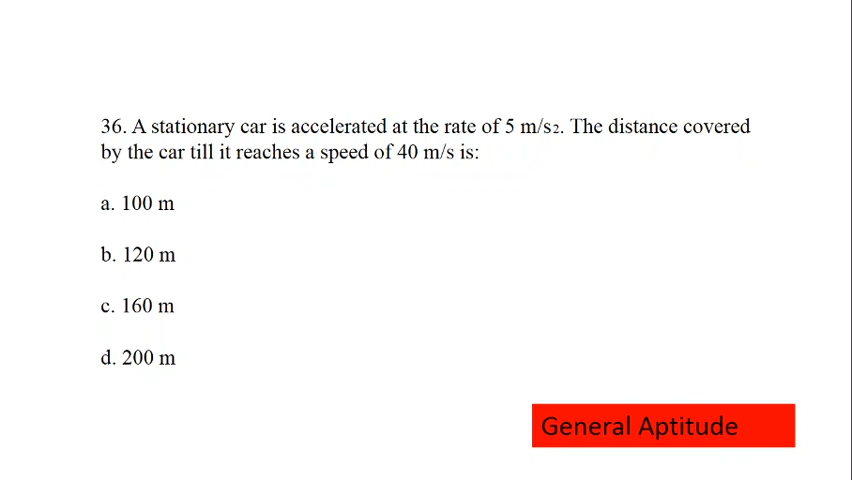 36. A stationary car is accelerated at the rate of 5 m/s2. The distance covered
by the car till it reaches a speed of 40 m/s is:
a. 100 m
b. 120 m
c. 160 m
d. 200 m
General Aptitude